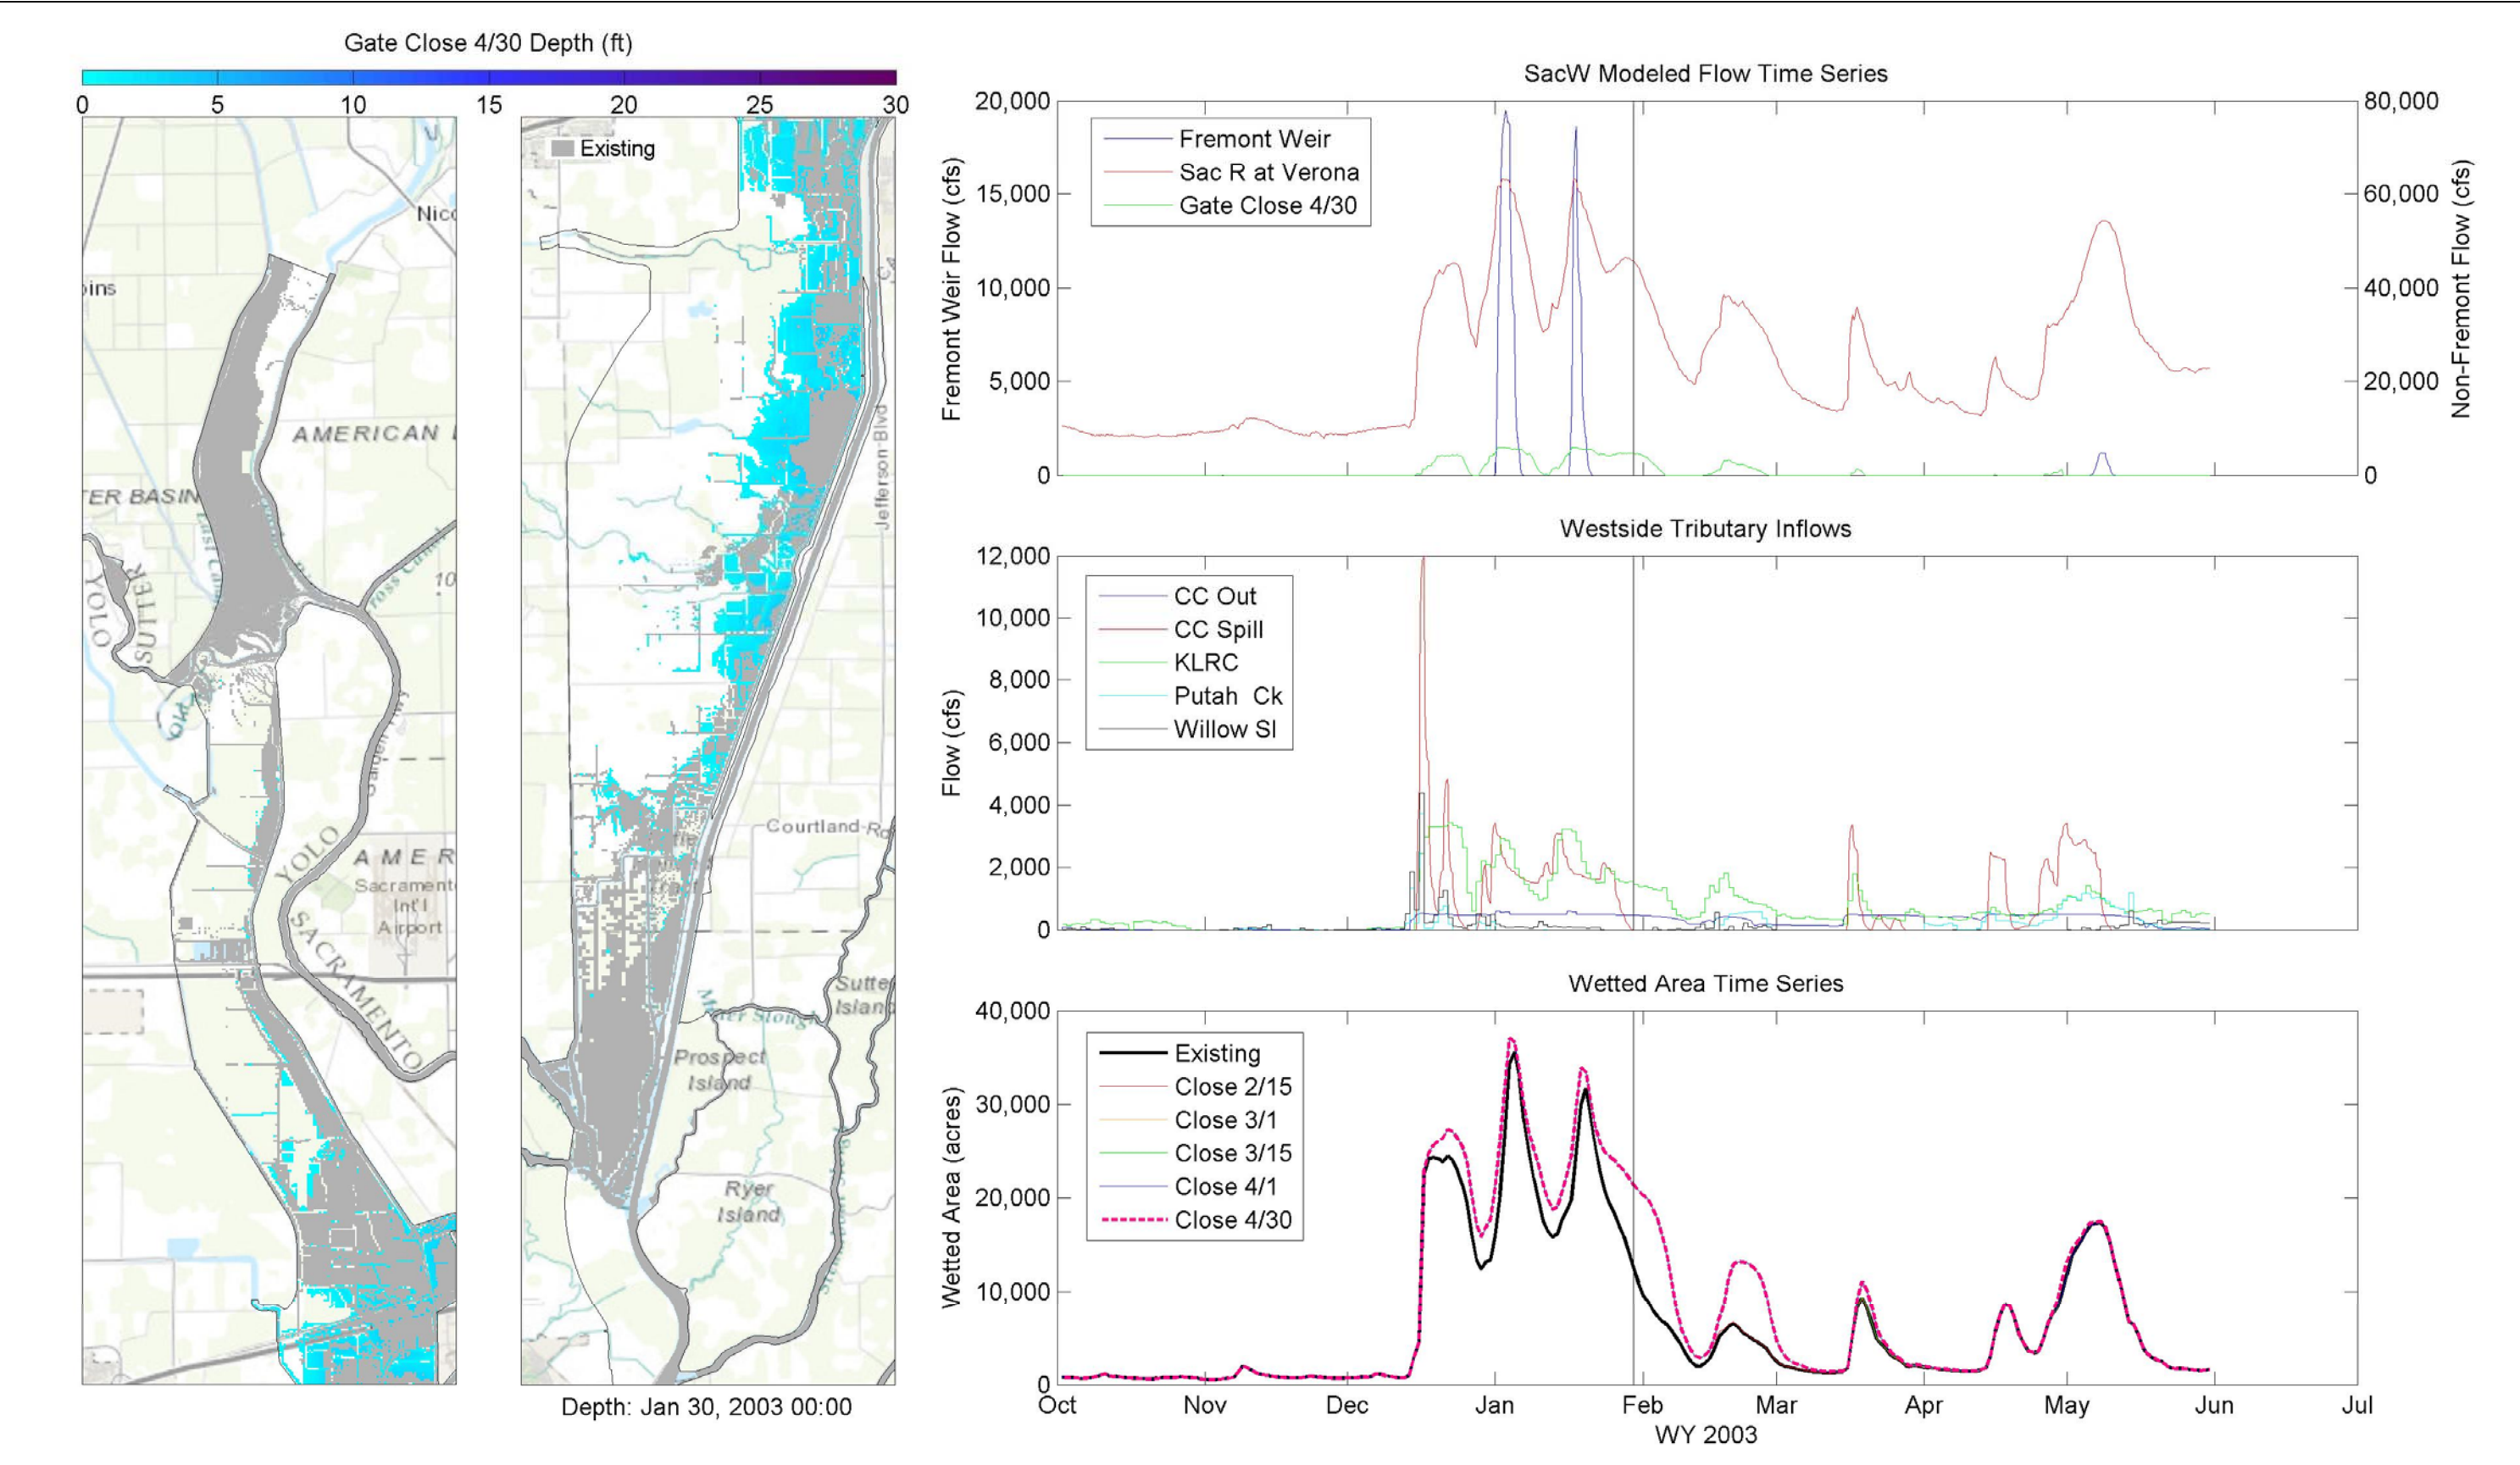 Gate Close 4/30 Depth (ft)
0 5 10 15 20 25 30
Nico
bins
AMERICAN
TER BASIN
YOLO
SUTTER
10
YOLO
SACRAMENTO
AMER
Sacramento
Int'l
Airport
Existing
Jefferson-Blvd
Courtland-Rd
Sutter
Island
Miner Slough
Prospect
Island
Ryer
Island
Depth: Jan 30, 2003 00:00
SacW Modeled Flow Time Series
Fremont Weir Flow (cfs)
20,000
15,000
10,000
5,000
0
Fremont Weir
Sac R at Verona
Gate Close 4/30
80,000
60,000
40,000
20,000
0
Non-Fremont Flow (cfs)
Westside Tributary Inflows
Flow (cfs)
12,000
10,000
8,000
6,000
4,000
2,000
0
CC Out
CC Spill
KLRC
Putah Ck
Willow Sl
Wetted Area Time Series
Wetted Area (acres)
40,000
30,000
20,000
10,000
0
Existing
Close 2/15
Close 3/1
Close 3/15
Close 4/1
Close 4/30
Oct Nov Dec Jan Feb Mar Apr May Jun Jul
WY 2003